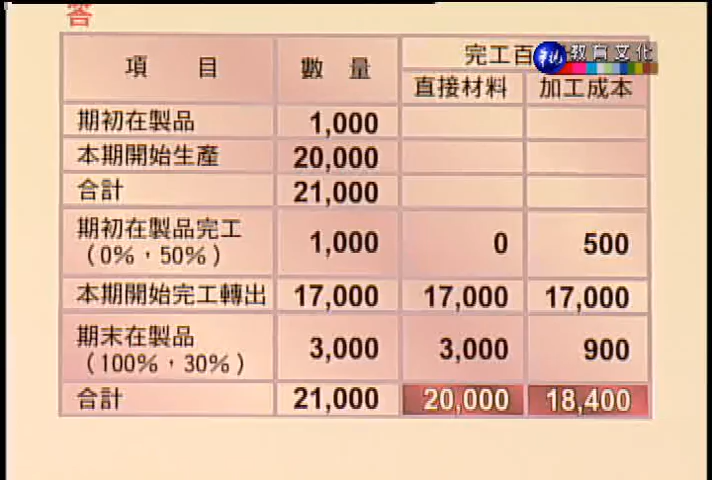 答
項 目 數 量 完工百
直接材料 加工成本
華視 教育文化
期初在製品 1,000
本期開始生產 20,000
合計 21,000
期初在製品完工
(0%,50%) 1,000 0 500
本期開始完工轉出 17,000 17,000 17,000
期末在製品
(100%,30%) 3,000 3,000 900
合計 21,000 20,000 18,400